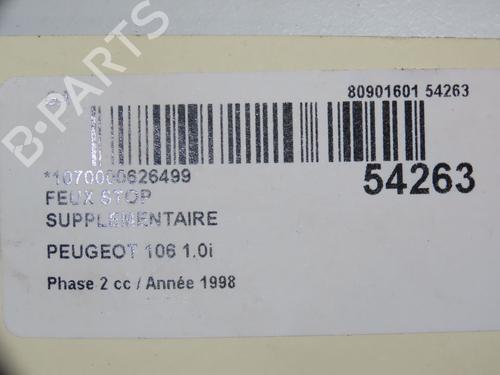 80901601 54263
*1070000626499
54263
FEUX STOP
SUPPLEMENTAIRE
PEUGEOT 106 1.0i
Phase 2 cc / Année 1998
B-PARTS